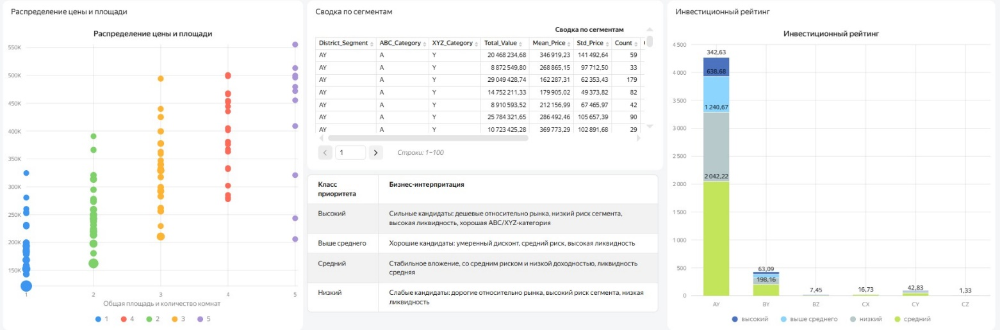 Распределение цены и площади
Распределение цены и площади
550K
500K
450K
400K
350K
300K
250K
200K
150K
1 2 3 4 5
Общая площадь и количество комнат
1 4 2 3 5
Сводка по сегментам
Сводка по сегментам
District_Segment ABC_Category XYZ_Category Total_Value Mean_Price Std_Price Count
AY A Y 20 468 234,68 346 919,23 141 492,64 59
AY A Y 8 872 549,80 268 865,15 97 712,50 33
AY A Y 29 049 428,74 162 287,31 62 353,43 179
AY A Y 14 752 211,33 179 905,02 49 373,82 82
AY A Y 8 910 593,52 212 156,99 67 465,97 42
AY A Y 25 784 321,65 286 492,46 105 657,39 90
AY A Y 10 723 425,28 369 773,29 102 891,68 29
1 Строки: 1–100
Класс
приоритета
Бизнес-интерпритация
Высокий
Сильные кандидаты: дешевые относительно рынка, низкий риск сегмента,
высокая ликвидность, хорошая ABC/XYZ-категория
Выше среднего
Хорошие кандидаты: умеренный дисконт, средний риск, высокая ликвидность
Средний
Стабильное вложение, со средним риском и низкой доходностью, ликвидность
средняя
Низкий
Слабые кандидаты: дорогие относительно рынка, высокий риск сегмента, низкая
ликвидность
Инвестиционный рейтинг
Инвестиционный рейтинг
4 500
4 000
3 500
3 000
2 500
2 000
1 500
1 000
500
0
342,63
638,68
1 240,67
2 042,22
63,09
198,16
7,45
16,73
42,83
1,33
AY BY BZ CX CY CZ
высокий выше среднего низкий средний